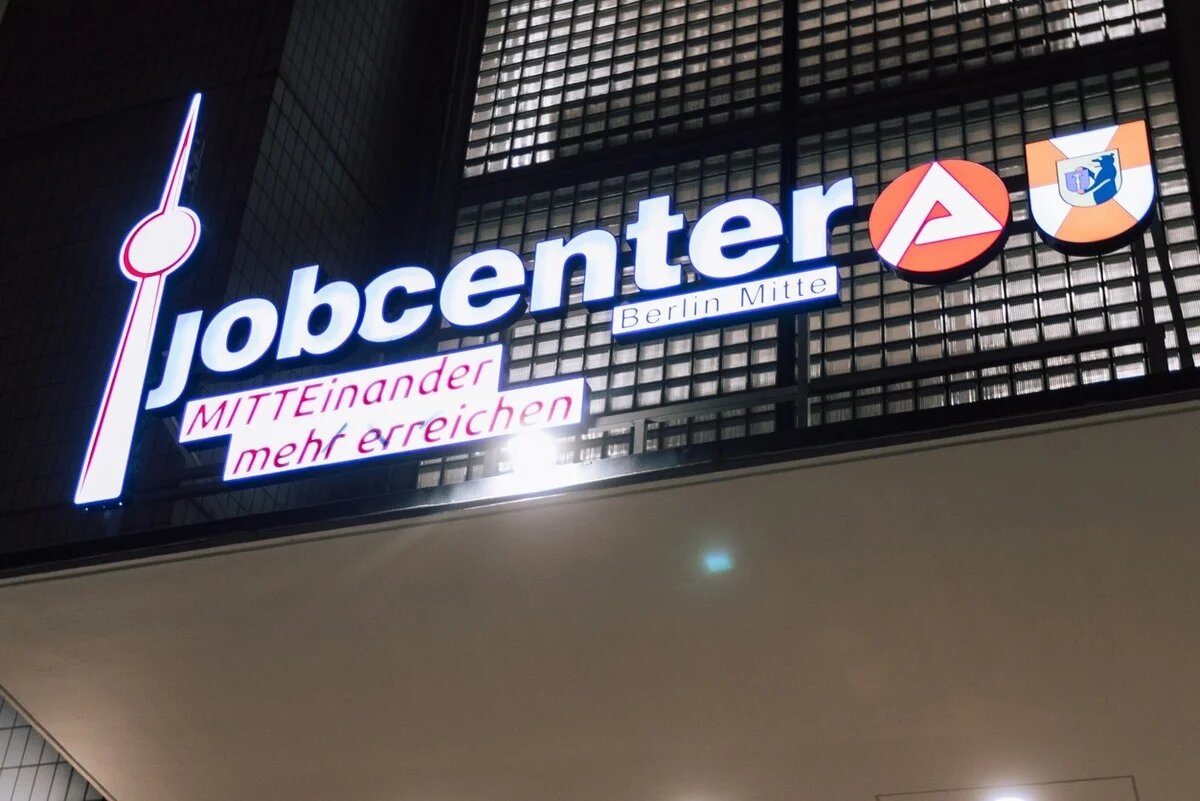 jobcenter
Berlin Mitte
MITTEinander
mehr erreichen